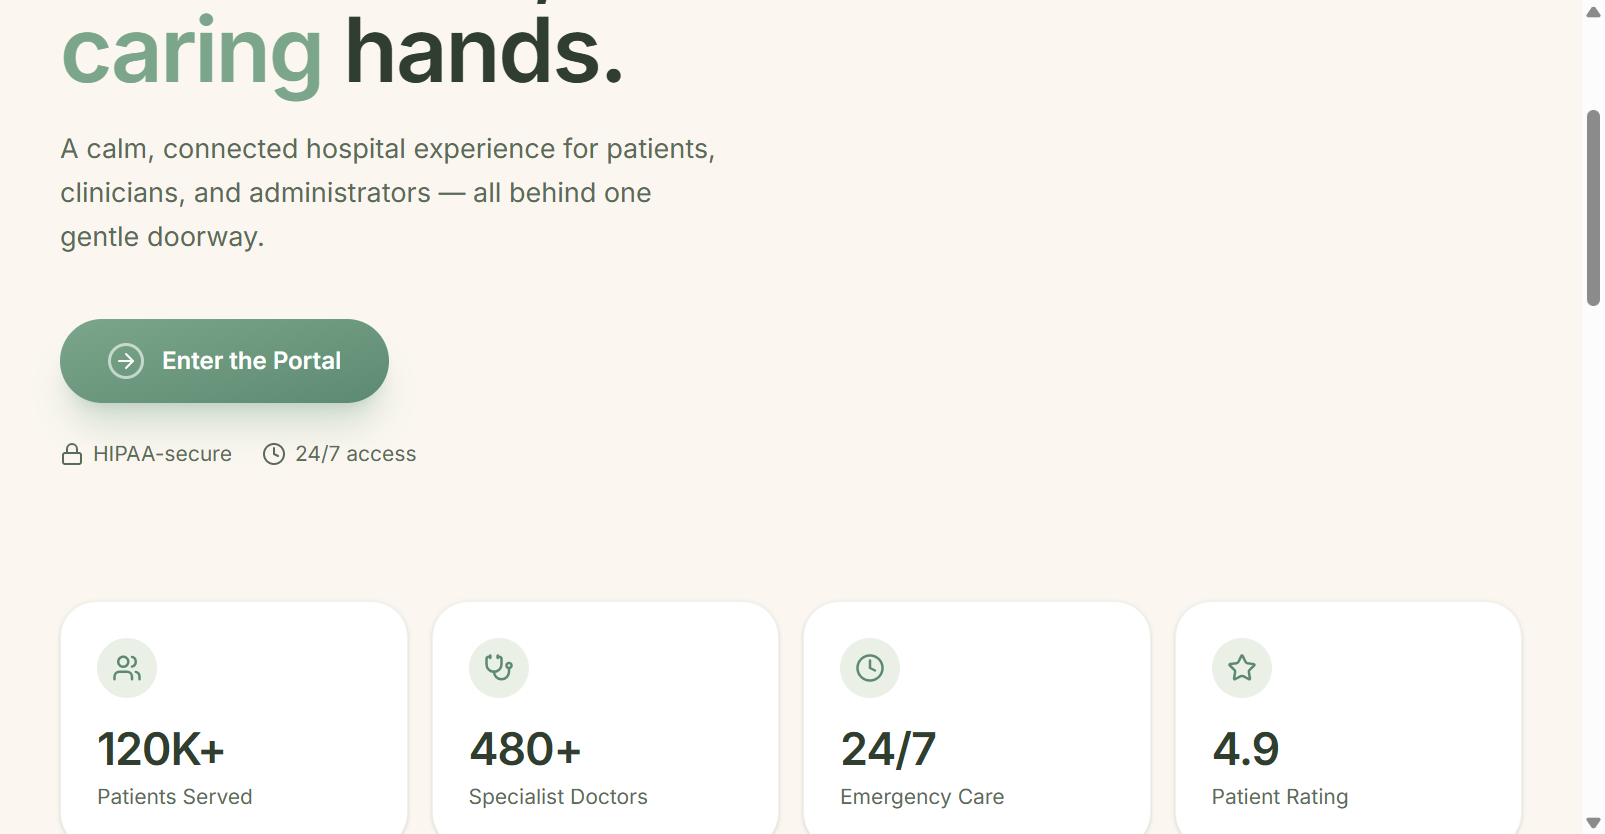 caring hands.
A calm, connected hospital experience for patients,
clinicians, and administrators — all behind one
gentle doorway.
Enter the Portal
HIPAA-secure
24/7 access
120K+
Patients Served
480+
Specialist Doctors
24/7
Emergency Care
4.9
Patient Rating